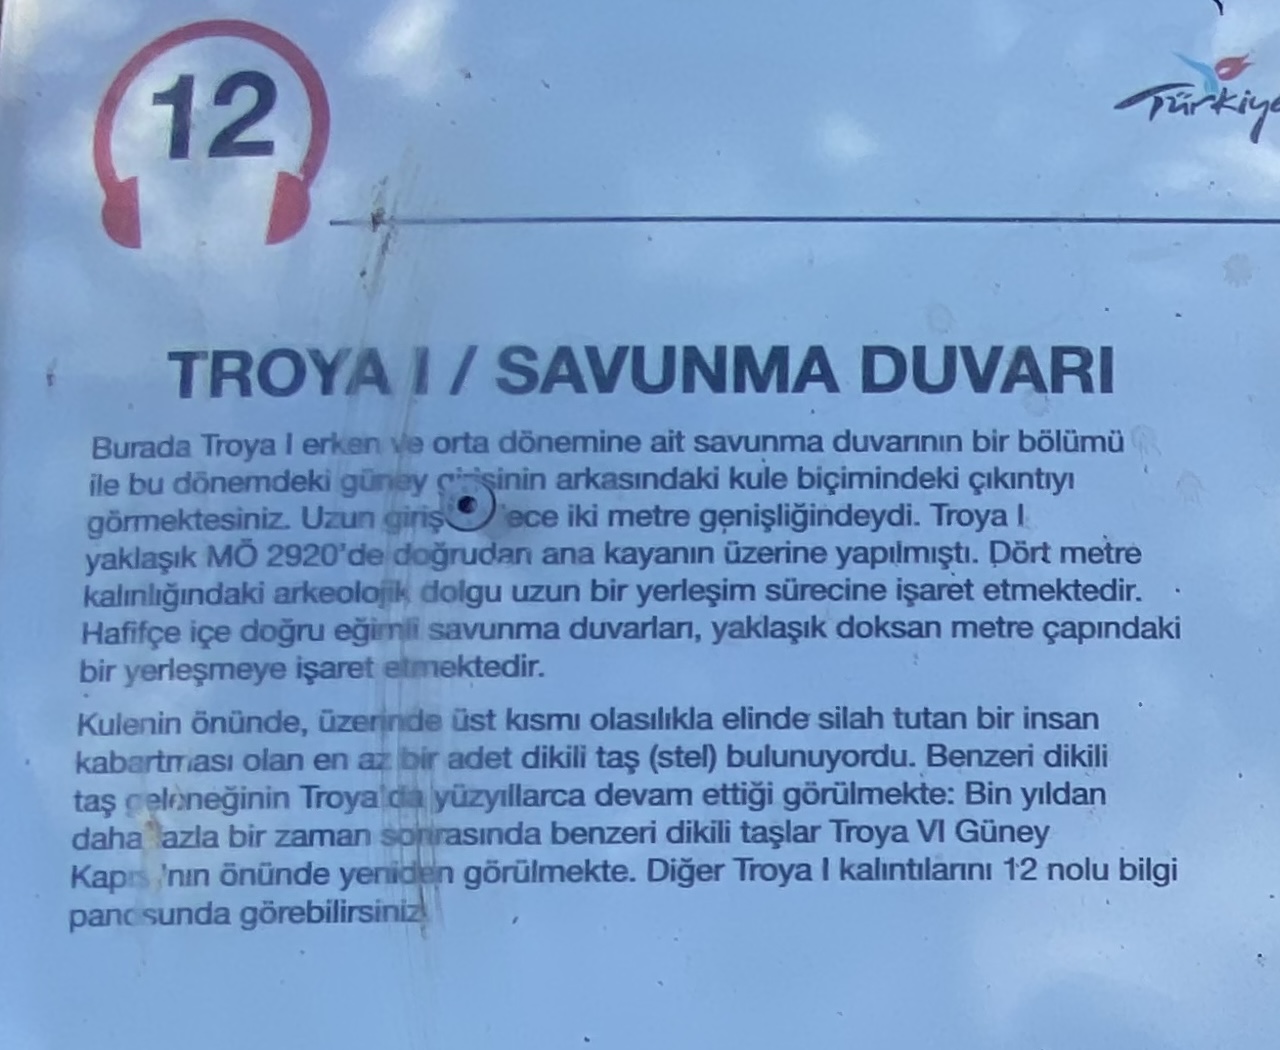 12
Türkiye
TROYA I / SAVUNMA DUVARI
Burada Troya I erken ve orta dönemine ait savunma duvarının bir bölümü
ile bu dönemdeki güney girişinin arkasındaki kule biçimindeki çıkıntıyı
görmektesiniz. Uzun giriş iki metre genişliğindeydi. Troya I
yaklaşık MÖ 2920'de doğrudan ana kayanın üzerine yapılmıştı. Dört metre
kalınlığındaki arkeolojik dolgu uzun bir yerleşim sürecine işaret etmektedir.
Hafifçe içe doğru eğimli savunma duvarları, yaklaşık doksan metre çapındaki
bir yerleşmeye işaret etmektedir.
Kulenin önünde, üzerinde üst kısmı olasılıkla elinde silah tutan bir insan
kabartması olan en az bir adet dikili taş (stel) bulunuyordu. Benzeri dikili
taş geleneğinin Troya'da yüzyıllarca devam ettiği görülmekte: Bin yıldan
daha fazla bir zaman sonrasında benzeri dikili taşlar Troya VI Güney
Kapısı'nın önünde yeniden görülmekte. Diğer Troya I kalıntılarını 12 nolu bilgi
panosunda görebilirsiniz.